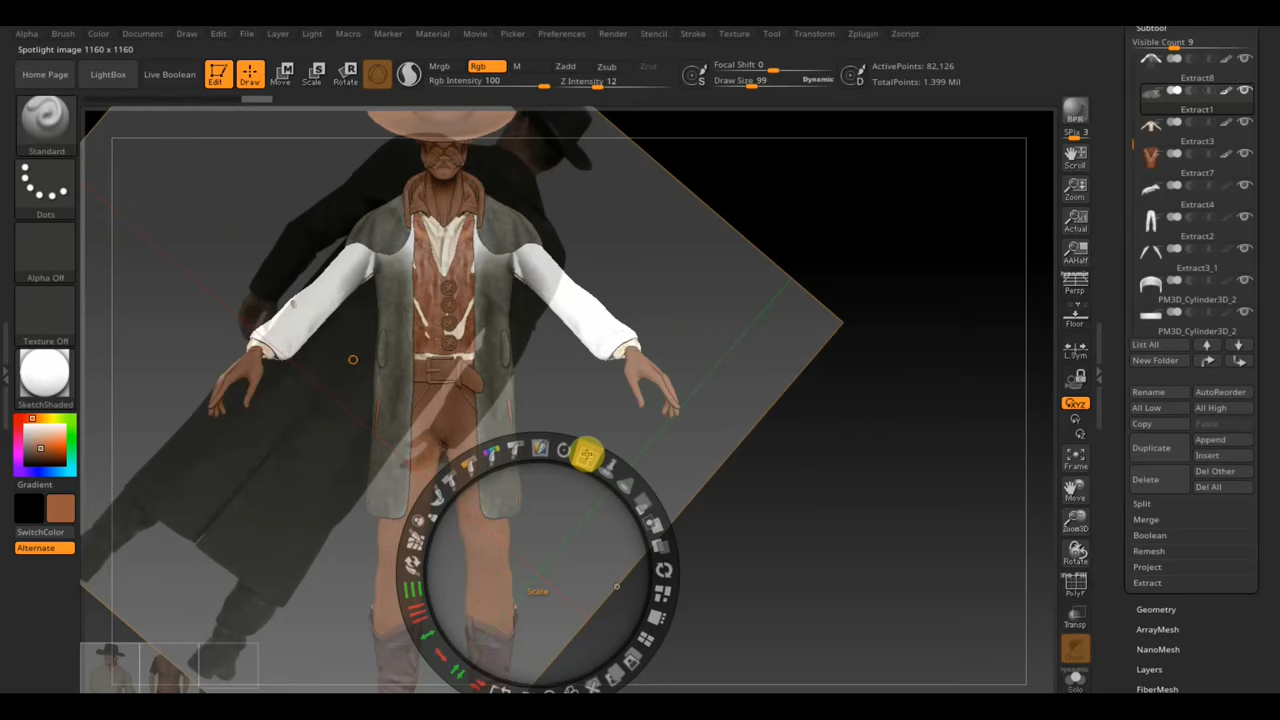 Alpha Brush Color Document Draw Edit File Layer Light Macro Marker Material Movie Picker Preferences Render Stencil Stroke Texture Tool Transform Zplugin Zscript
Spotlight image 1160 x 1160
Home Page LightBox Live Boolean Edit Draw Move Scale Rotate
Mrgb Rgb M Zadd Zsub Zcut
Rgb Intensity 100 Z Intensity 12
Focal Shift 0
Draw Size 99 Dynamic
ActivePoints: 82,126
TotalPoints: 1.399 Mil
Standard
Dots
Alpha Off
Texture Off
SketchShaded
Gradient
SwitchColor
Alternate
Scale
BPR
SPix 3
Scroll
Zoom
Actual
AAHalf
Dynamic
Persp
Floor
L.Sym
XYZ
Frame
Move
Zoom3D
Rotate
Line Fill
PolyF
Transp
Dynamic
Solo
Subtool
Visible Count 9
Extract8
Extract1
Extract3
Extract7
Extract4
Extract2
Extract3_1
PM3D_Cylinder3D_2
PM3D_Cylinder3D_2
List All
New Folder
Rename AutoReorder
All Low All High
Copy Paste
Duplicate Append
Insert
Delete Del Other
Del All
Split
Merge
Boolean
Remesh
Project
Extract
Geometry
ArrayMesh
NanoMesh
Layers
FiberMesh